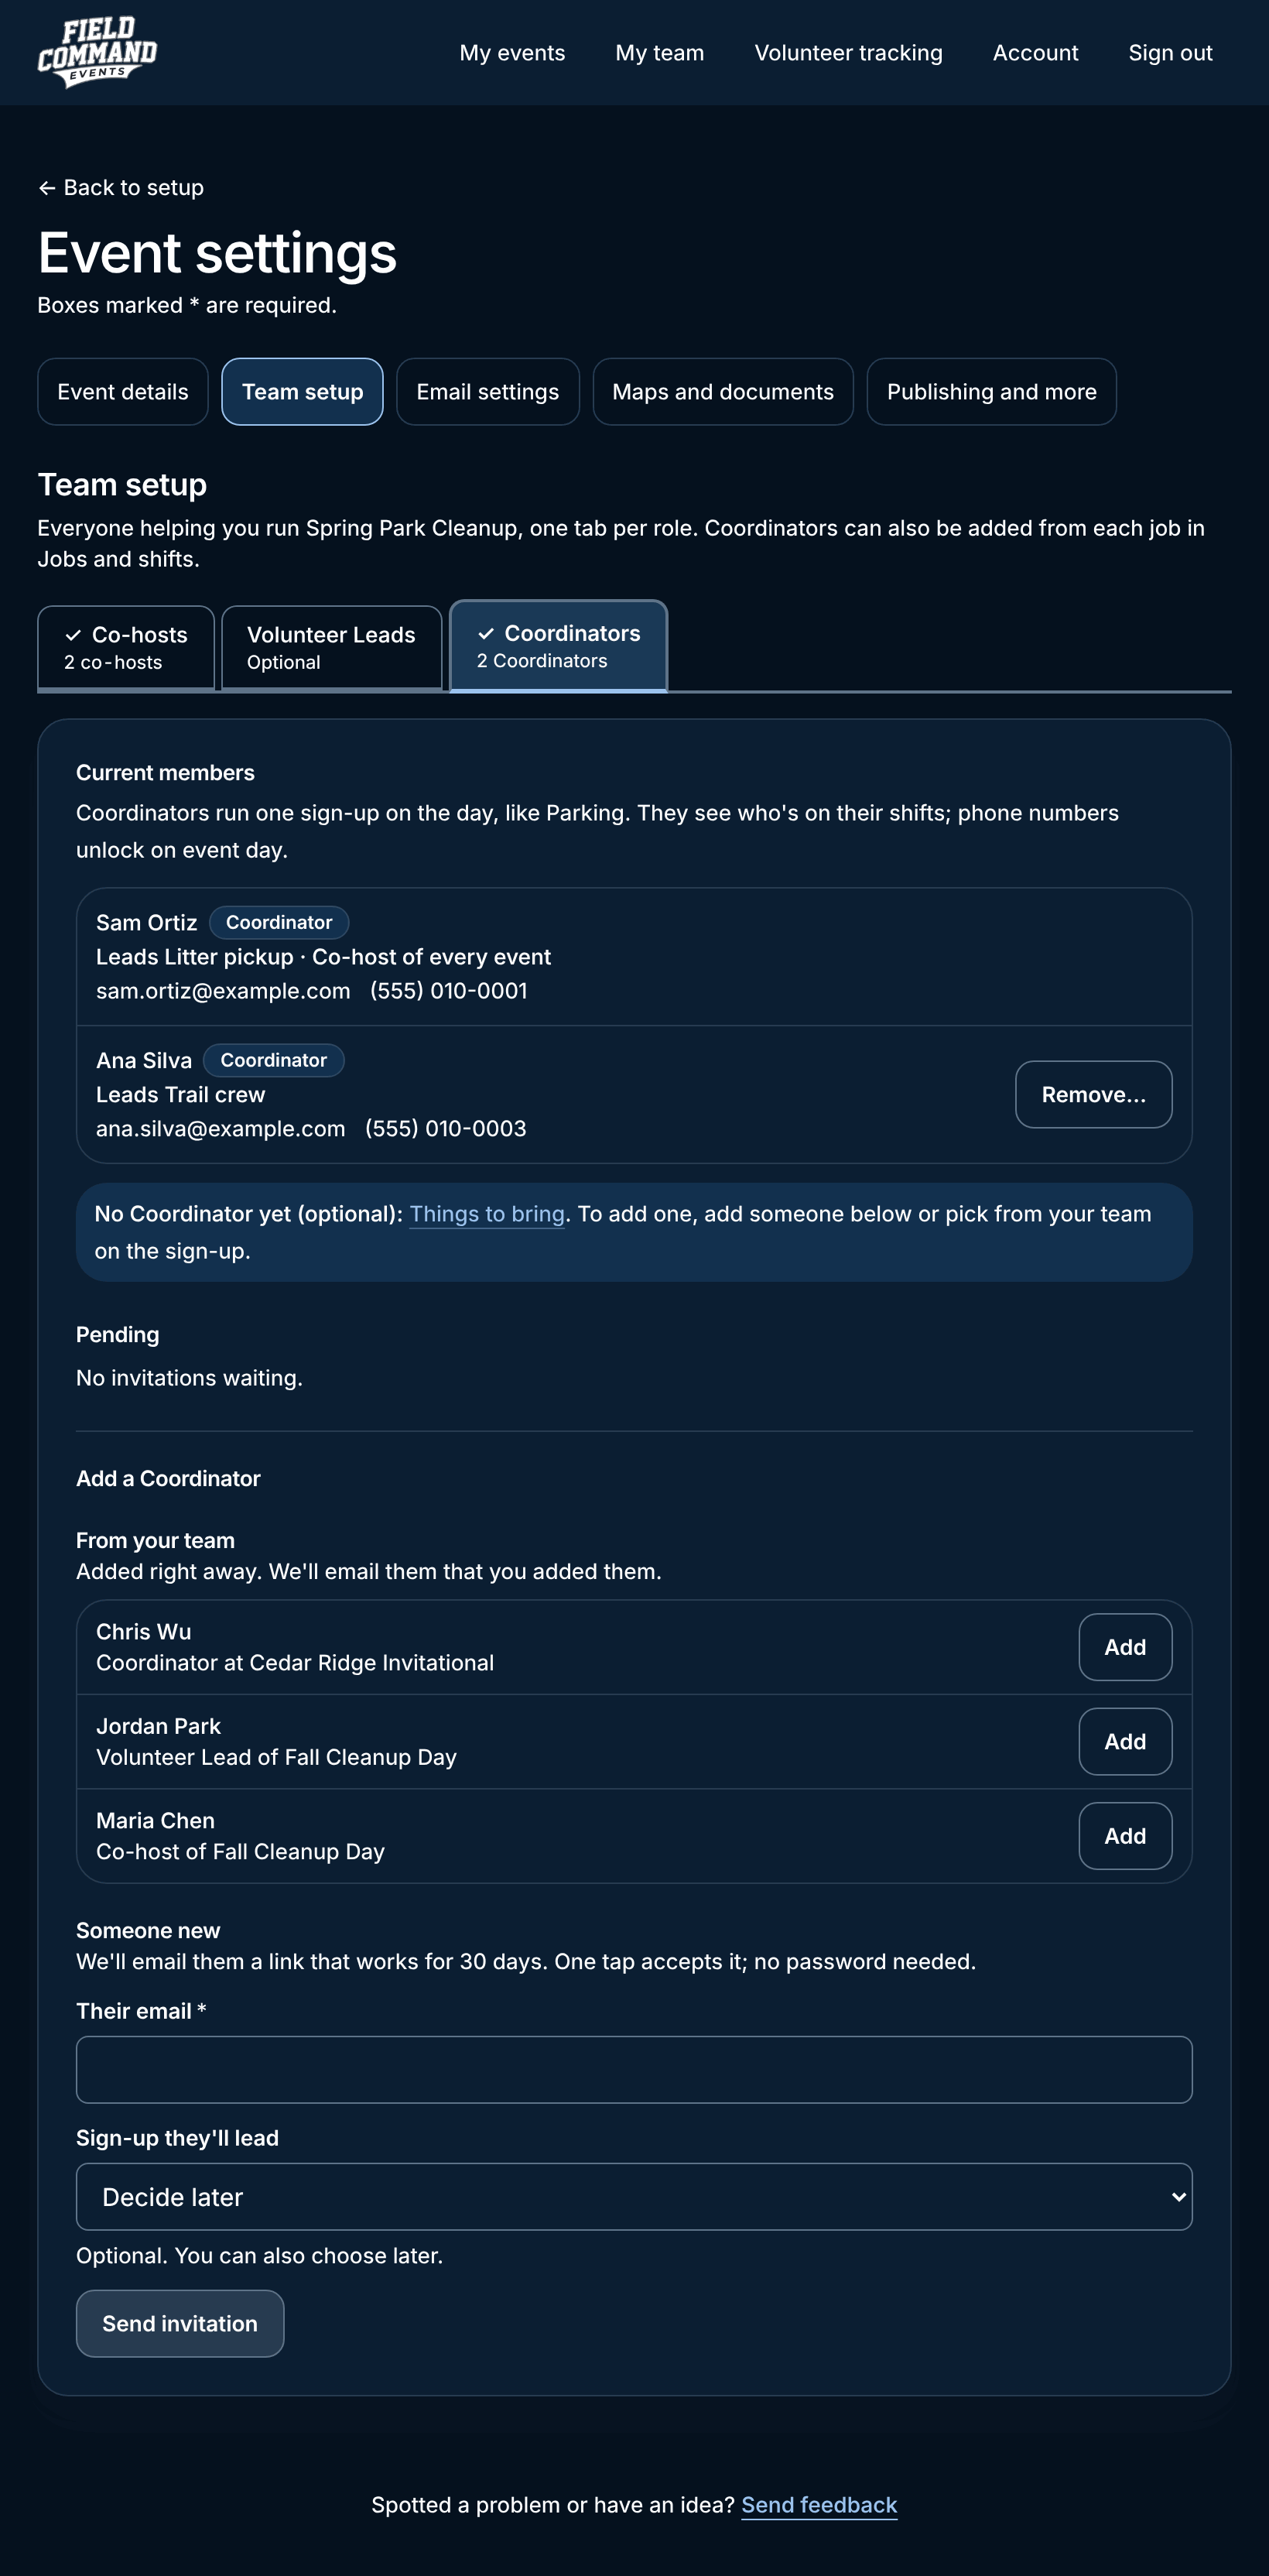 FIELD
COMMAND
EVENTS
My events
My team
Volunteer tracking
Account
Sign out
← Back to setup
Event settings
Boxes marked * are required.
Event details
Team setup
Email settings
Maps and documents
Publishing and more
Team setup
Everyone helping you run Spring Park Cleanup, one tab per role. Coordinators can also be added from each job in
Jobs and shifts.
✓ Co-hosts
2 co-hosts
Volunteer Leads
Optional
✓ Coordinators
2 Coordinators
Current members
Coordinators run one sign-up on the day, like Parking. They see who's on their shifts; phone numbers
unlock on event day.
Sam Ortiz Coordinator
Leads Litter pickup · Co-host of every event
sam.ortiz@example.com (555) 010-0001
Ana Silva Coordinator
Leads Trail crew
ana.silva@example.com (555) 010-0003
Remove...
No Coordinator yet (optional): Things to bring. To add one, add someone below or pick from your team
on the sign-up.
Pending
No invitations waiting.
Add a Coordinator
From your team
Added right away. We'll email them that you added them.
Chris Wu
Coordinator at Cedar Ridge Invitational
Add
Jordan Park
Volunteer Lead of Fall Cleanup Day
Add
Maria Chen
Co-host of Fall Cleanup Day
Add
Someone new
We'll email them a link that works for 30 days. One tap accepts it; no password needed.
Their email *
Sign-up they'll lead
Decide later
Optional. You can also choose later.
Send invitation
Spotted a problem or have an idea? Send feedback